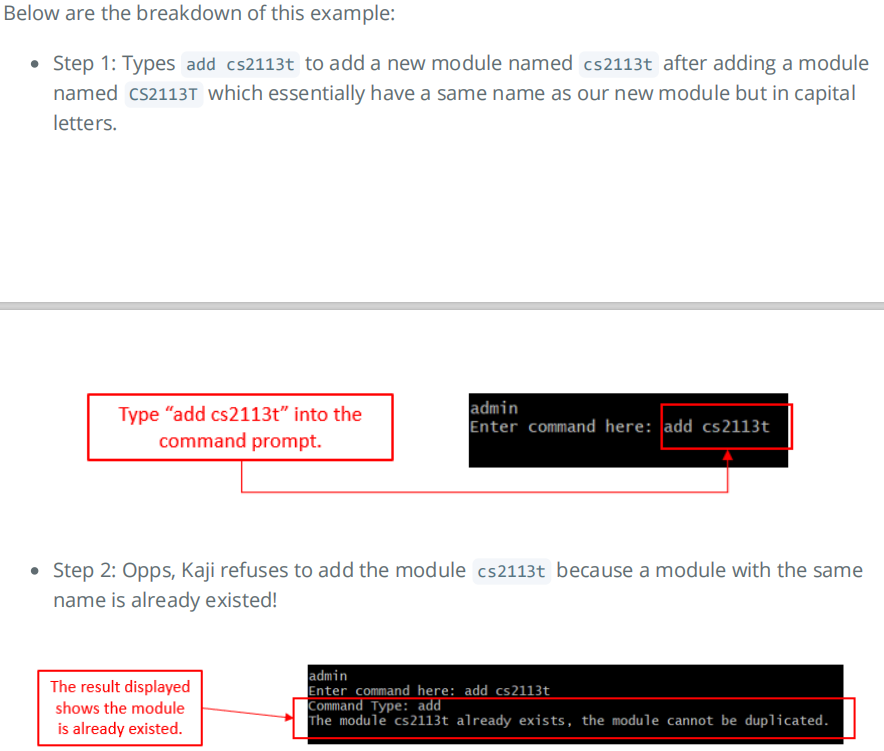 Below are the breakdown of this example:
Step 1: Types add cs2113t to add a new module named cs2113t after adding a module
named CS2113T which essentially have a same name as our new module but in capital
letters.
Type “add cs2113t” into the
command prompt.
admin
Enter command here: add cs2113t
Step 2: Opps, Kaji refuses to add the module cs2113t because a module with the same
name is already existed!
The result displayed
shows the module
is already existed.
admin
Enter command here: add cs2113t
Command Type: add
The module cs2113t already exists, the module cannot be duplicated.